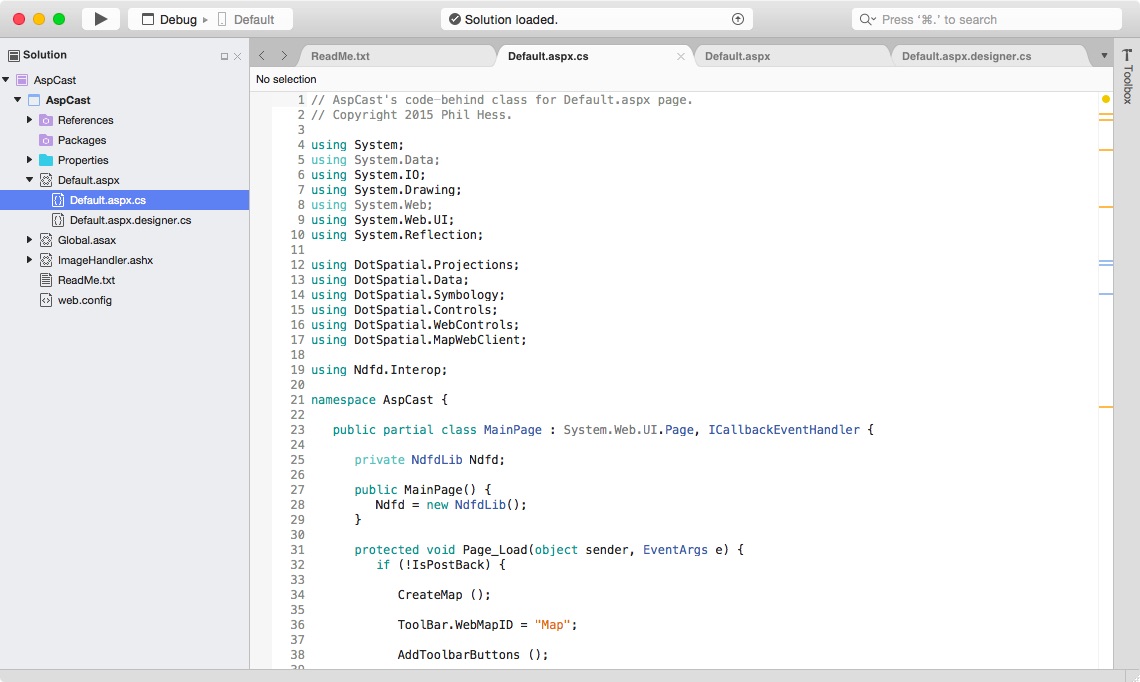 Debug
Default
Solution loaded.
Press ‘⌘.’ to search
Solution
AspCast
AspCast
References
Packages
Properties
Default.aspx
Default.aspx.cs
Default.aspx.designer.cs
Global.asax
ImageHandler.ashx
ReadMe.txt
web.config
ReadMe.txt
Default.aspx.cs
Default.aspx
Default.aspx.designer.cs
No selection
1 // AspCast's code-behind class for Default.aspx page.
2 // Copyright 2015 Phil Hess.
3
4 using System;
5 using System.Data;
6 using System.IO;
7 using System.Drawing;
8 using System.Web;
9 using System.Web.UI;
10 using System.Reflection;
11
12 using DotSpatial.Projections;
13 using DotSpatial.Data;
14 using DotSpatial.Symbology;
15 using DotSpatial.Controls;
16 using DotSpatial.WebControls;
17 using DotSpatial.MapWebClient;
18
19 using Ndfd.Interop;
20
21 namespace AspCast {
22
23 public partial class MainPage : System.Web.UI.Page, ICallbackEventHandler {
24
25 private NdfdLib Ndfd;
26
27 public MainPage() {
28 Ndfd = new NdfdLib();
29 }
30
31 protected void Page_Load(object sender, EventArgs e) {
32 if (!IsPostBack) {
33
34 CreateMap ();
35
36 ToolBar.WebMapID = "Map";
37
38 AddToolbarButtons ();
39
Toolbox